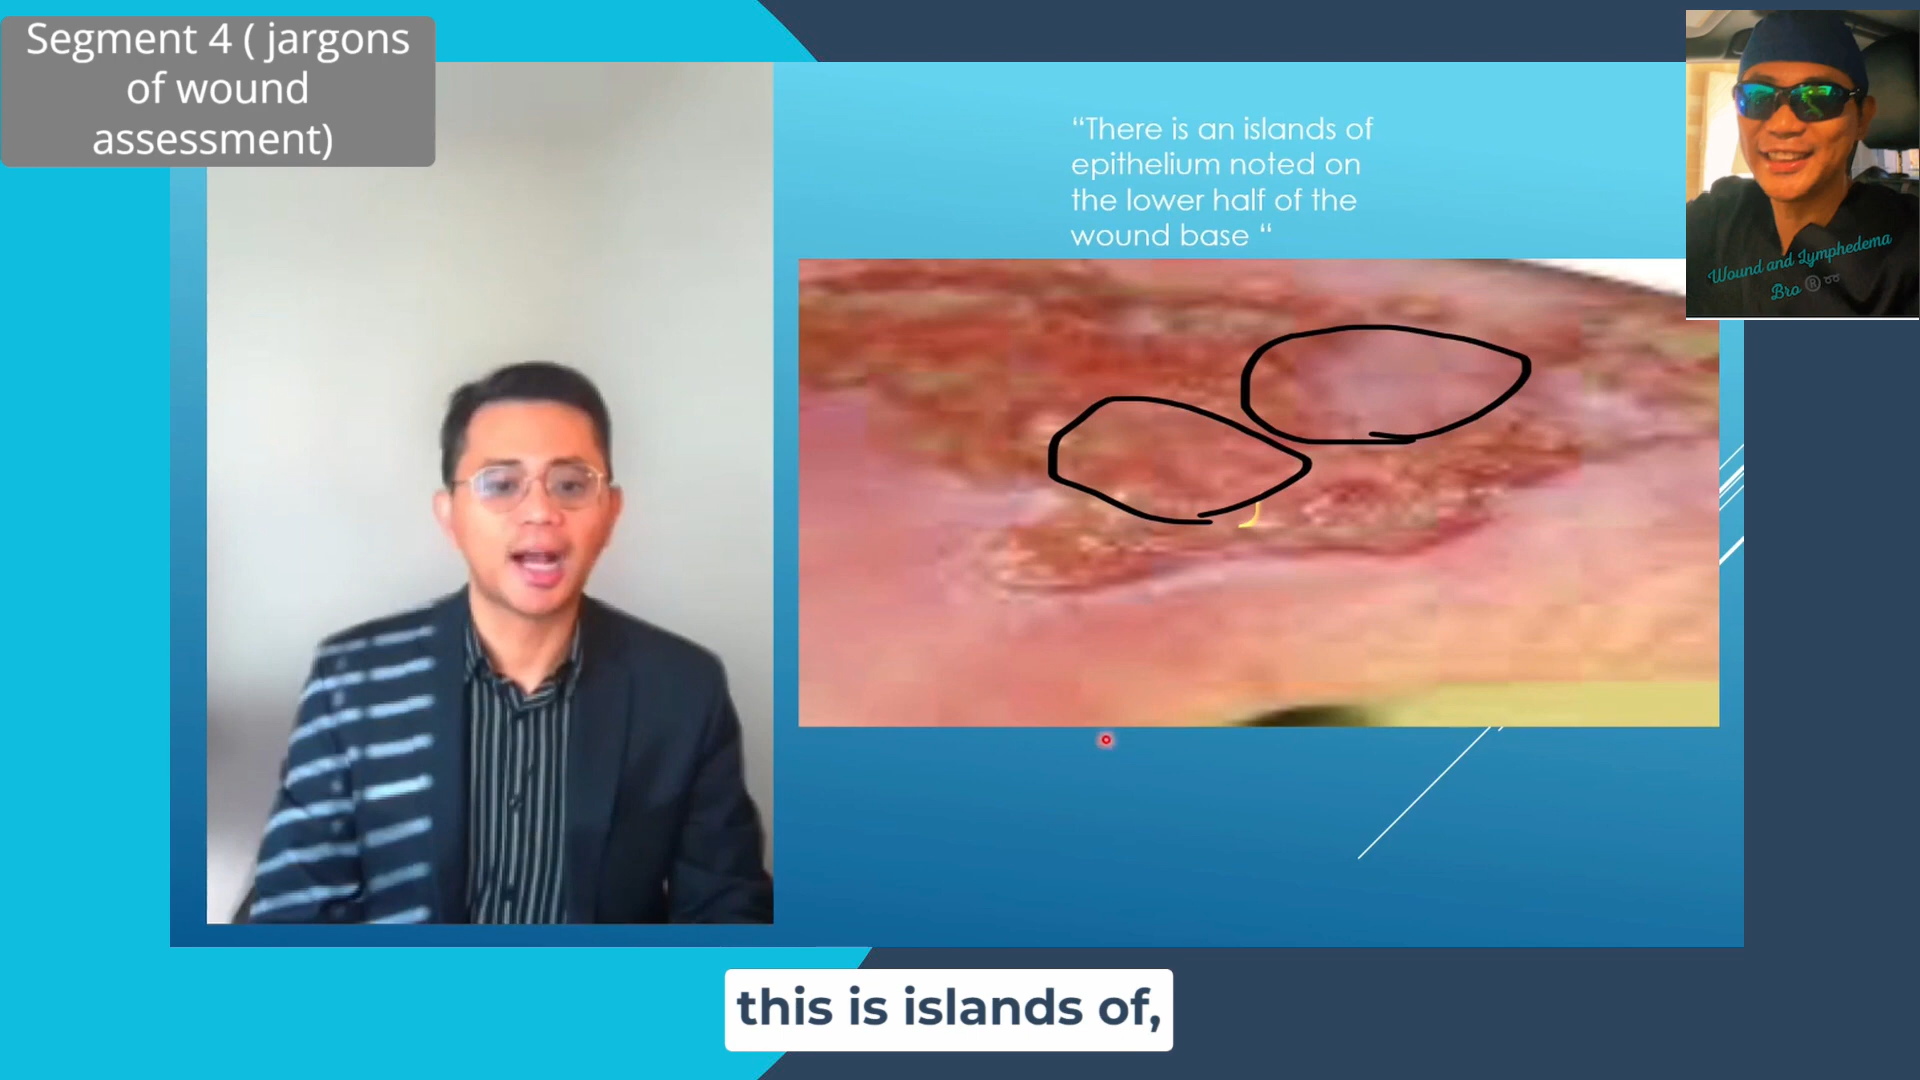 Segment 4 ( jargons
of wound
assessment)
“There is an islands of
epithelium noted on
the lower half of the
wound base “
Wound and Lymphedema
Bro ®➿
this is islands of,